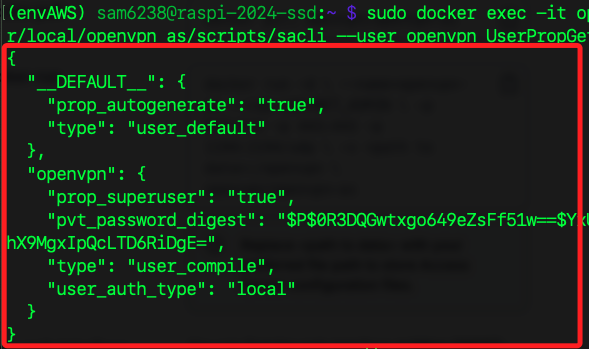 (envAWS) sam6238@raspi-2024-ssd:~ $ sudo docker exec -it op
r/local/openvpn_as/scripts/sacli --user openvpn UserPropGet
{
  "__DEFAULT__": {
    "prop_autogenerate": "true",
    "type": "user_default"
  },
  "openvpn": {
    "prop_superuser": "true",
    "pvt_password_digest": "$P$0R3DQGwtxgo649eZsFf51w==$YxU
hX9MgxIpQcLTD6RiDgE=",
    "type": "user_compile",
    "user_auth_type": "local"
  }
}